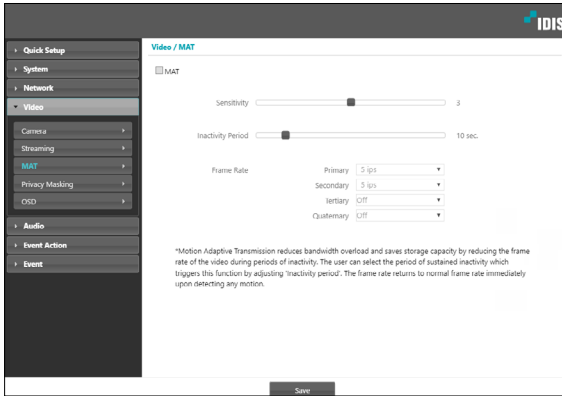 IDIS
Quick Setup
System
Network
Video
Camera
Streaming
MAT
Privacy Masking
OSD
Audio
Event Action
Event
Video / MAT
MAT
Sensitivity 3
Inactivity Period 10 sec.
Frame Rate Primary 5 ips
Secondary 3 ips
Tertiary Off
Quaternary Off
*Motion Adaptive Transmission reduces bandwidth overload and saves storage capacity by reducing the frame
rate of the video during periods of inactivity. The user can select the period of sustained inactivity which
triggers this function by adjusting 'Inactivity period'. The frame rate returns to normal frame rate immediately
upon detecting any motion.
Save